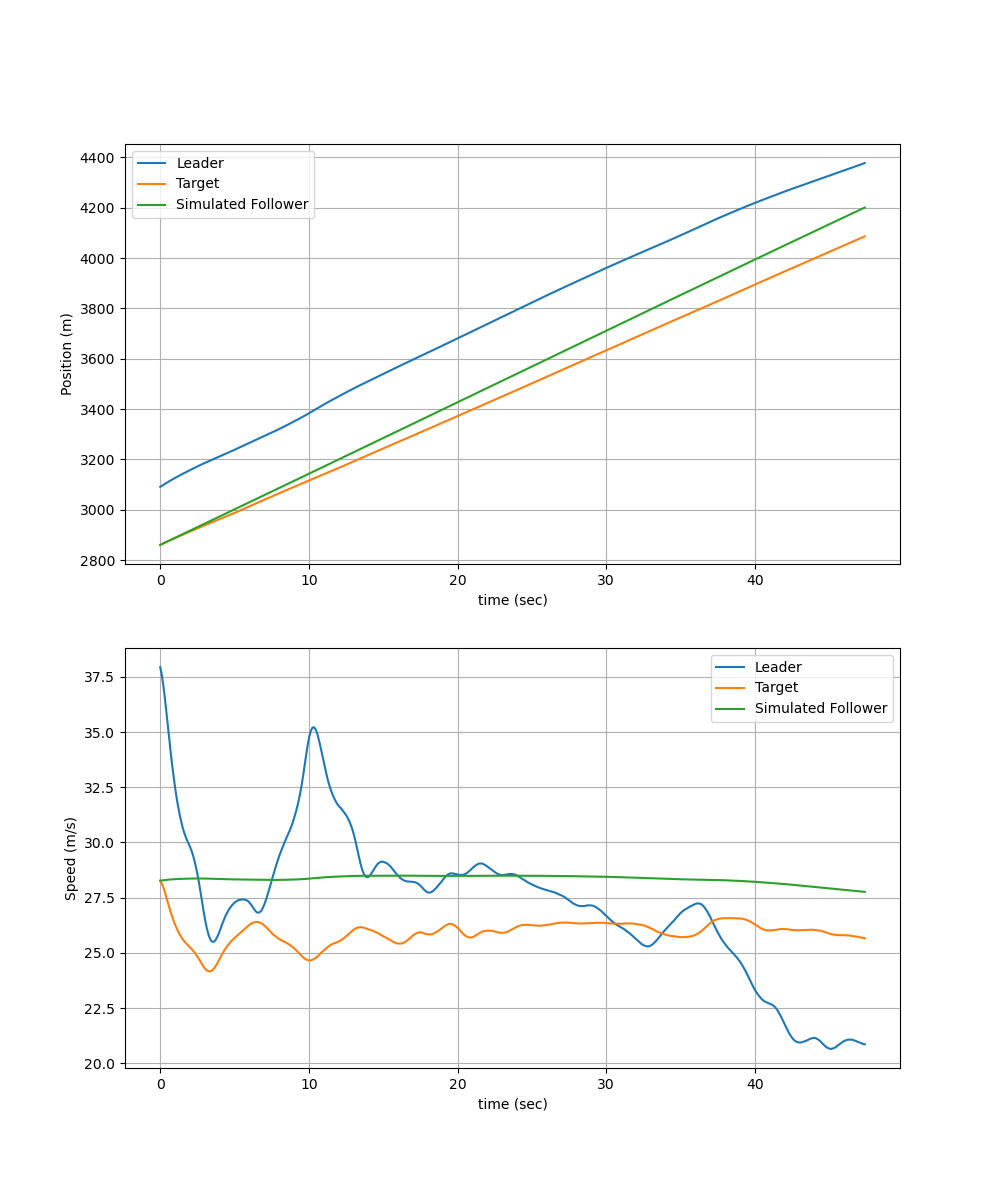 Leader
Target
Simulated Follower
4400
4200
4000
3800
3600
3400
3200
3000
2800
Position (m)
0 10 20 30 40
time (sec)
Leader
Target
Simulated Follower
37.5
35.0
32.5
30.0
27.5
25.0
22.5
20.0
Speed (m/s)
0 10 20 30 40
time (sec)